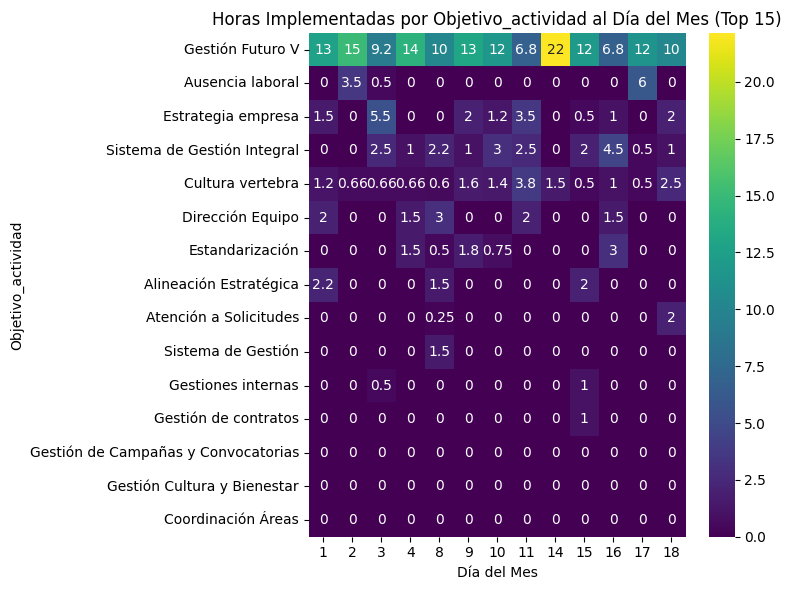 Horas Implementadas por Objetivo_actividad al Día del Mes (Top 15)
Objetivo_actividad
Gestión Futuro V 13 15 9.2 14 10 13 12 6.8 22 12 6.8 12 10
Ausencia laboral 0 3.5 0.5 0 0 0 0 0 0 0 0 6 0
Estrategia empresa 1.5 0 5.5 0 0 2 1.2 3.5 0 0.5 1 0 2
Sistema de Gestión Integral 0 0 2.5 1 2.2 1 3 2.5 0 2 4.5 0.5 1
Cultura vertebra 1.2 0.66 0.66 0.66 0.6 1.6 1.4 3.8 1.5 0.5 1 0.5 2.5
Dirección Equipo 2 0 0 1.5 3 0 0 2 0 0 1.5 0 0
Estandarización 0 0 0 1.5 0.5 1.8 0.75 0 0 0 3 0 0
Alineación Estratégica 2.2 0 0 0 1.5 0 0 0 0 2 0 0 0
Atención a Solicitudes 0 0 0 0 0.25 0 0 0 0 0 0 0 2
Sistema de Gestión 0 0 0 0 1.5 0 0 0 0 0 0 0 0
Gestiones internas 0 0 0.5 0 0 0 0 0 0 1 0 0 0
Gestión de contratos 0 0 0 0 0 0 0 0 0 1 0 0 0
Gestión de Campañas y Convocatorias 0 0 0 0 0 0 0 0 0 0 0 0 0
Gestión Cultura y Bienestar 0 0 0 0 0 0 0 0 0 0 0 0 0
Coordinación Áreas 0 0 0 0 0 0 0 0 0 0 0 0 0
1 2 3 4 8 9 10 11 14 15 16 17 18
Día del Mes
20.0
17.5
15.0
12.5
10.0
7.5
5.0
2.5
0.0